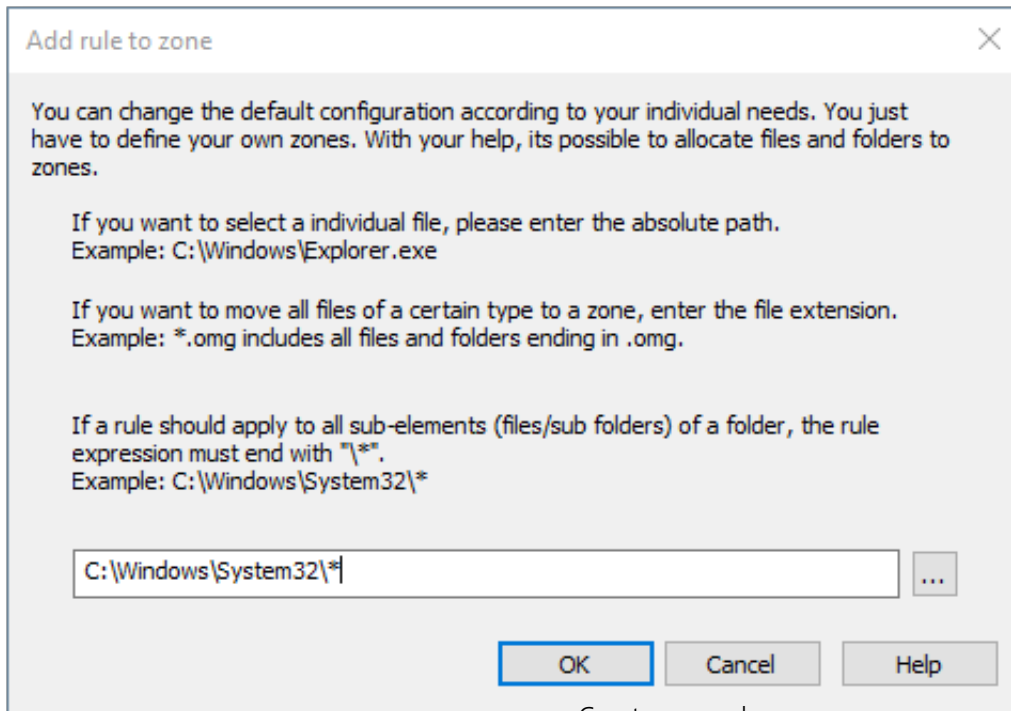 Add rule to zone
You can change the default configuration according to your individual needs. You just
have to define your own zones. With your help, its possible to allocate files and folders to
zones.
If you want to select a individual file, please enter the absolute path.
Example: C:\Windows\Explorer.exe
If you want to move all files of a certain type to a zone, enter the file extension.
Example: *.omg includes all files and folders ending in .omg.
If a rule should apply to all sub-elements (files/sub folders) of a folder, the rule
expression must end with "\*".
Example: C:\Windows\System32\*
C:\Windows\System32\*
...
OK
Cancel
Help